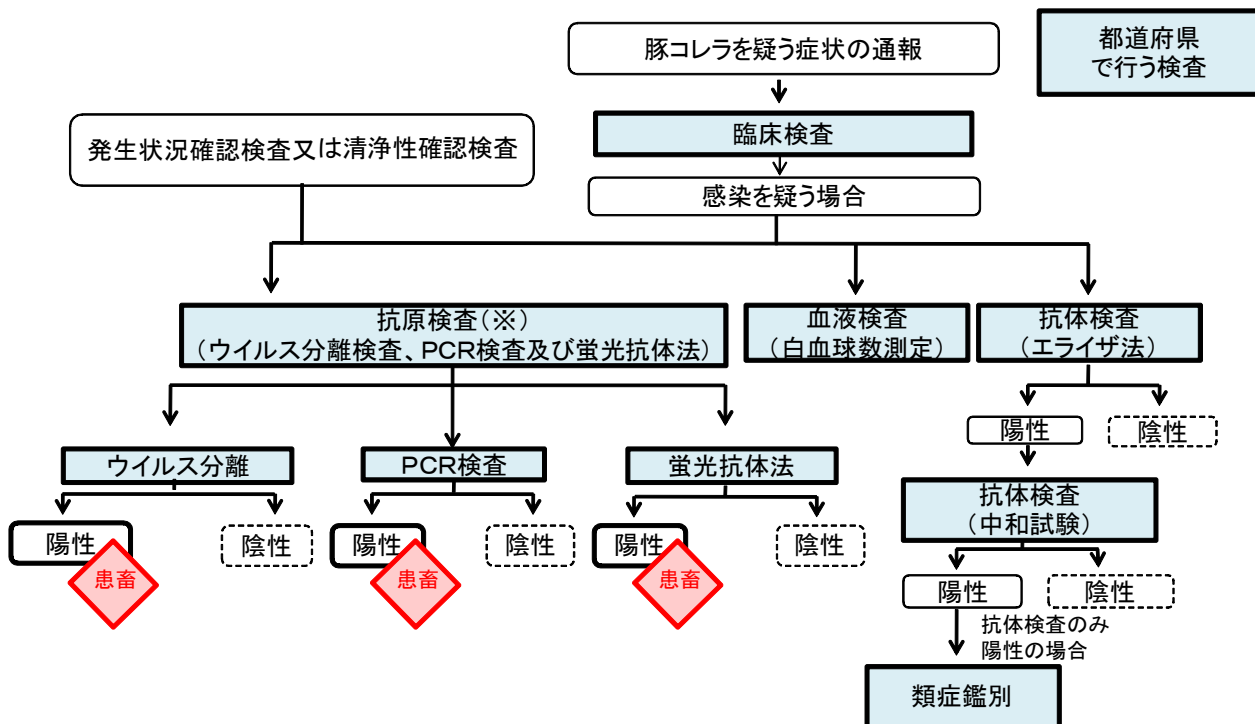 豚コレラを疑う症状の通報
都道府県
で行う検査
臨床検査
発生状況確認検査又は清浄性確認検査
感染を疑う場合
抗原検査(※)
(ウイルス分離検査、PCR検査及び蛍光抗体法)
血液検査
(白血球数測定)
抗体検査
(エライザ法)
陽性
陰性
ウイルス分離
PCR検査
蛍光抗体法
抗体検査
(中和試験)
陽性
陰性
陽性
陰性
陽性
陰性
患畜
患畜
患畜
陽性
陰性
抗体検査のみ
陽性の場合
類症鑑別